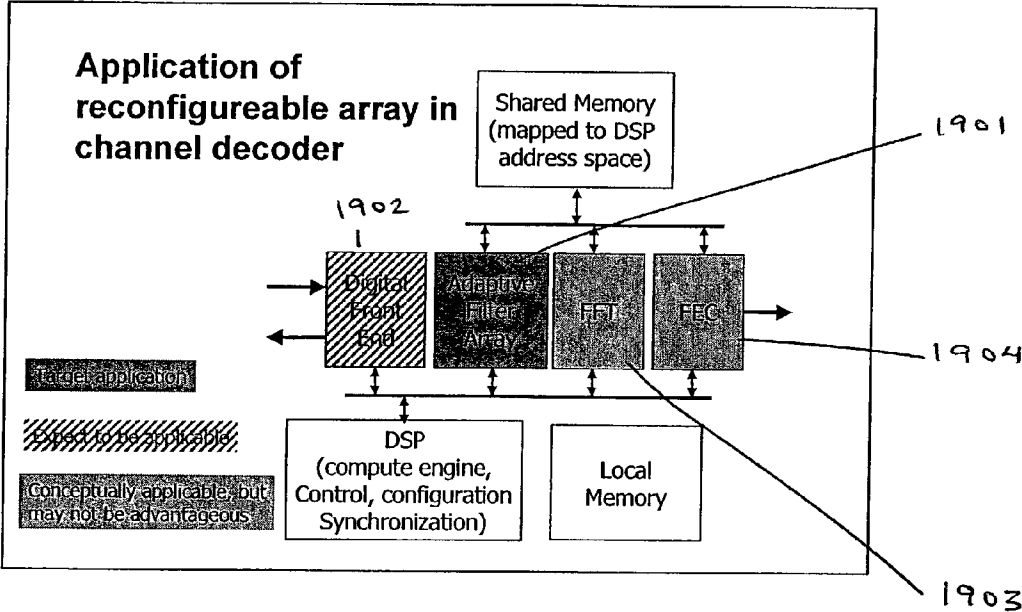 Application of
reconfigureable array in
channel decoder
Shared Memory
(mapped to DSP
address space)
1901
1902
Digital
Front
End
Adaptive
Filter
Array
FFT
FEC
1904
Target application
Expect to be applicable
Conceptually applicable, but
may not be advantageous
DSP
(compute engine,
Control, configuration
Synchronization)
Local
Memory
1903